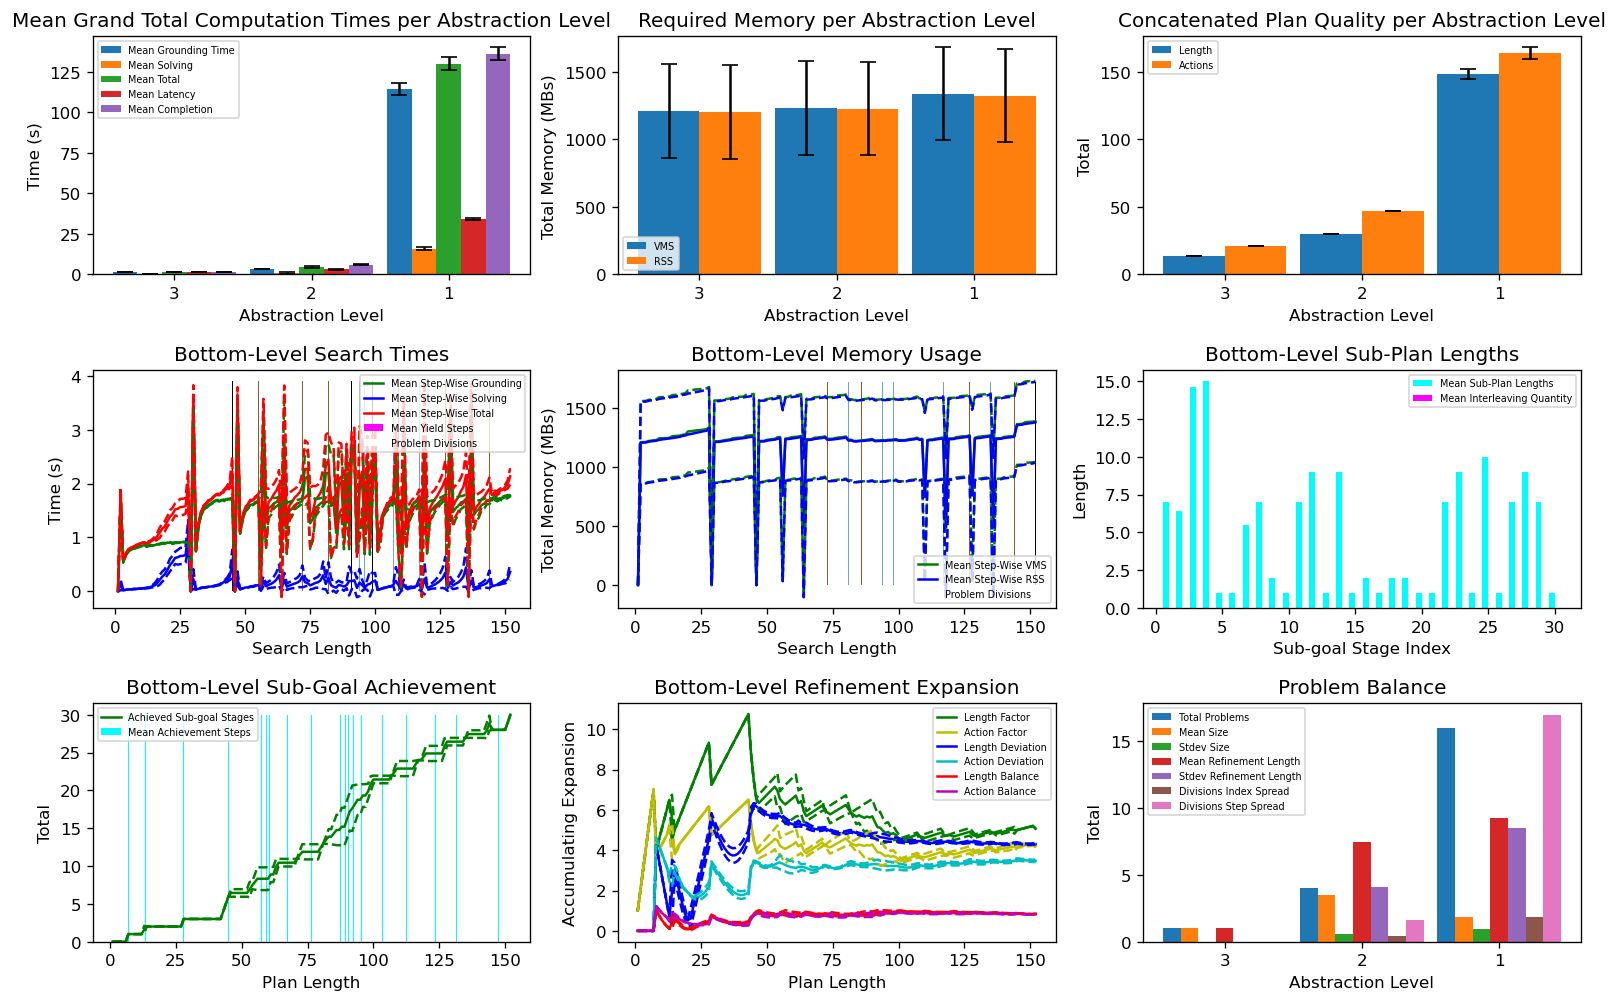 Mean Grand Total Computation Times per Abstraction Level
Time (s)
125
100
75
50
25
0
Mean Grounding Time
Mean Solving
Mean Total
Mean Latency
Mean Completion
3 2 1
Abstraction Level
Required Memory per Abstraction Level
Total Memory (MBs)
1500
1000
500
0
VMS
RSS
3 2 1
Abstraction Level
Concatenated Plan Quality per Abstraction Level
Total
150
100
50
0
Length
Actions
3 2 1
Abstraction Level
Bottom-Level Search Times
Time (s)
4
3
2
1
0
Mean Step-Wise Grounding
Mean Step-Wise Solving
Mean Step-Wise Total
Mean Yield Steps
Problem Divisions
0 25 50 75 100 125 150
Search Length
Bottom-Level Memory Usage
Total Memory (MBs)
1500
1000
500
0
Mean Step-Wise VMS
Mean Step-Wise RSS
Problem Divisions
0 25 50 75 100 125 150
Search Length
Bottom-Level Sub-Plan Lengths
Length
15.0
12.5
10.0
7.5
5.0
2.5
0.0
Mean Sub-Plan Lengths
Mean Interleaving Quantity
0 5 10 15 20 25 30
Sub-goal Stage Index
Bottom-Level Sub-Goal Achievement
Total
30
25
20
15
10
5
0
Achieved Sub-goal Stages
Mean Achievement Steps
0 25 50 75 100 125 150
Plan Length
Bottom-Level Refinement Expansion
Accumulating Expansion
10
8
6
4
2
0
Length Factor
Action Factor
Length Deviation
Action Deviation
Length Balance
Action Balance
0 25 50 75 100 125 150
Plan Length
Problem Balance
Total
15
10
5
0
Total Problems
Mean Size
Stdev Size
Mean Refinement Length
Stdev Refinement Length
Divisions Index Spread
Divisions Step Spread
3 2 1
Abstraction Level